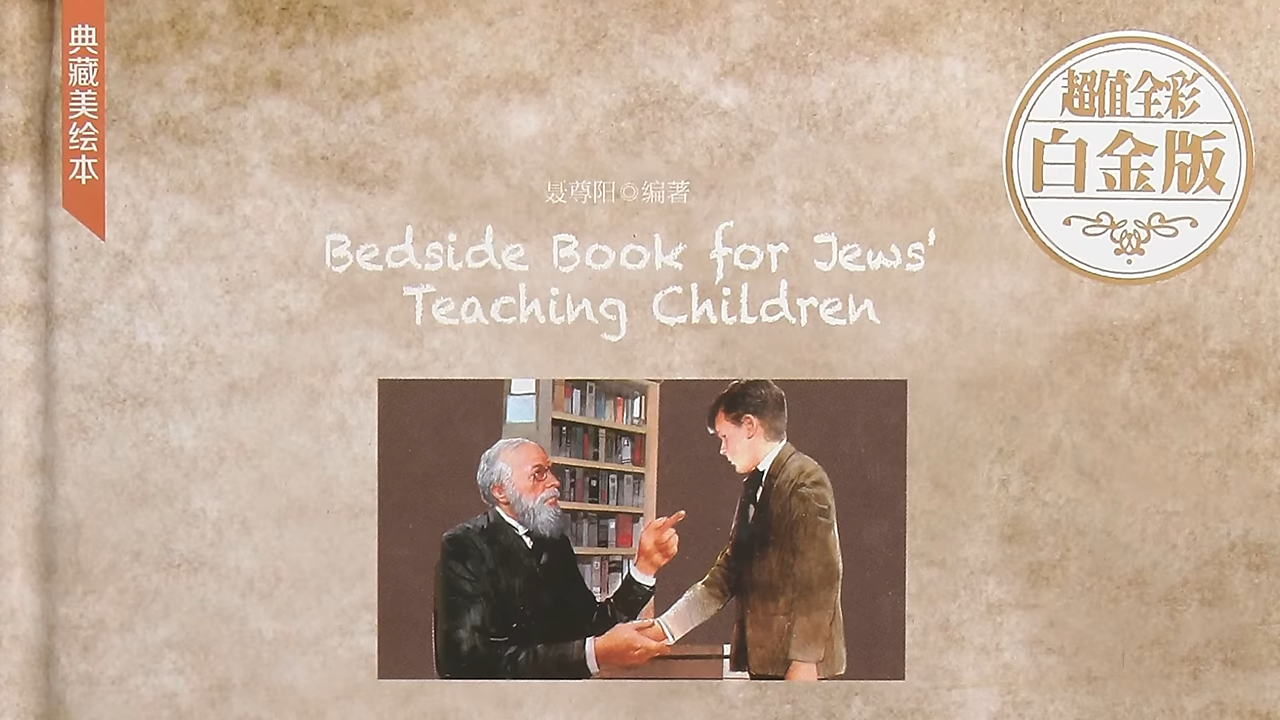 典藏美绘本
超值全彩
白金版
聂尊阳◎编著
Bedside Book for Jews'
Teaching Children